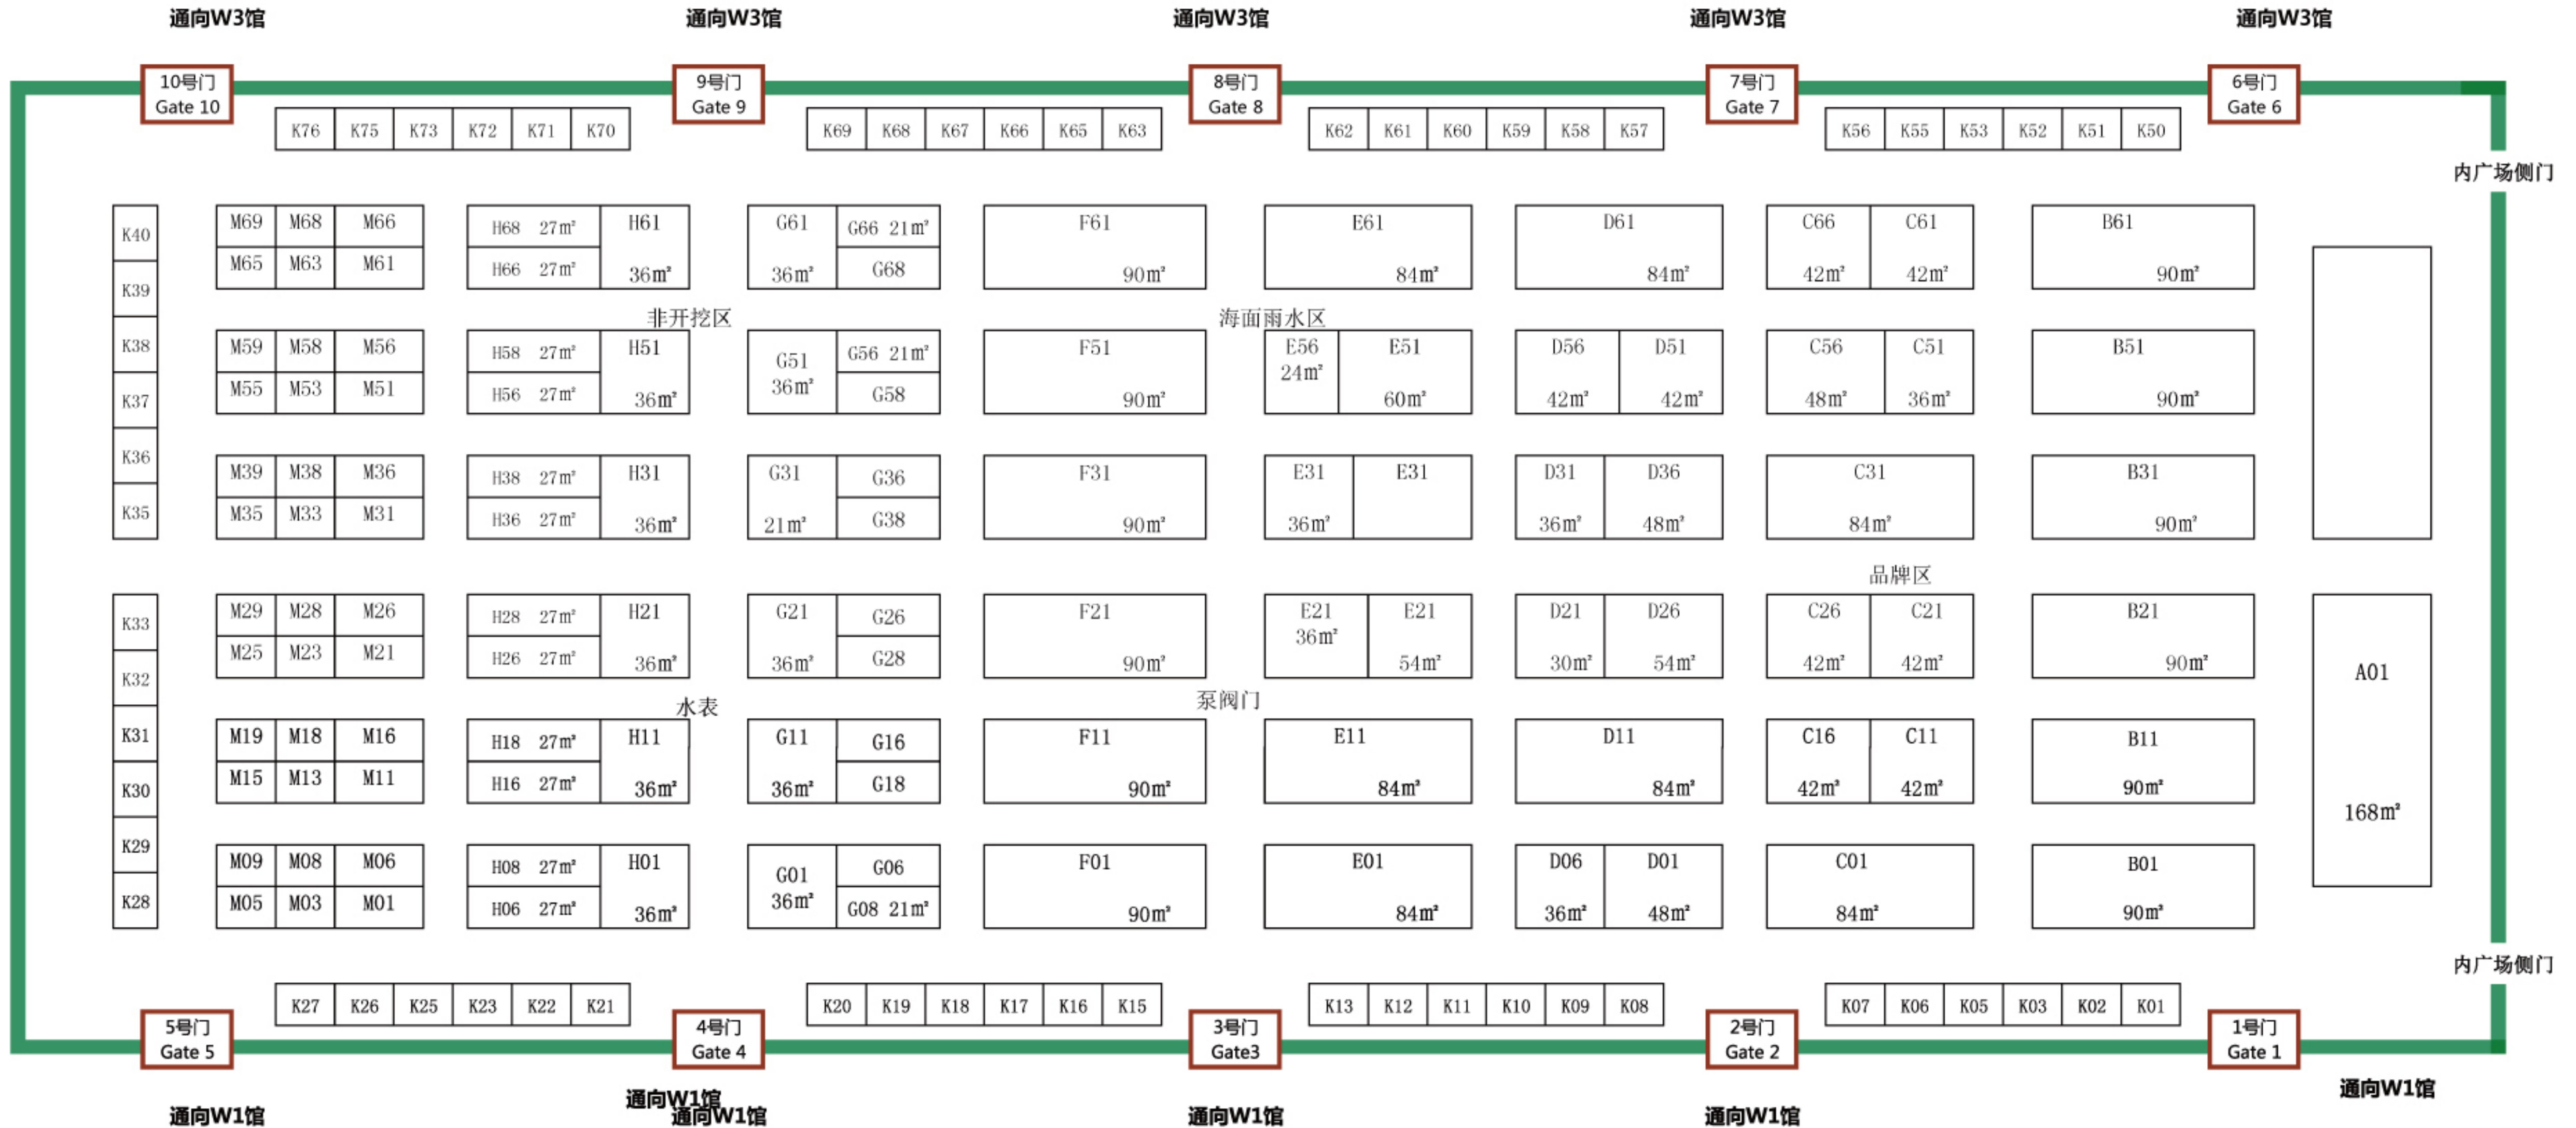 通向W3馆 通向W3馆 通向W3馆 通向W3馆 通向W3馆
10号门 9号门 8号门 7号门 6号门
Gate 10 Gate 9 Gate 8 Gate 7 Gate 6
K76 K75 K73 K72 K71 K70 K69 K68 K67 K66 K65 K63 K62 K61 K60 K59 K58 K57 K56 K55 K53 K52 K51 K50
内广场侧门
K40
K39
K38
K37
K36
K35
M69 M68 M66
M65 M63 M61
H68 27m²
H66 27m²
H61
36m²
G61
36m²
G66 21m²
G68
F61
90m²
E61
84m²
D61
84m²
C66
42m²
C61
42m²
B61
90m²
非开挖区
海面雨水区
M59 M58 M56
M55 M53 M51
H58 27m²
H56 27m²
H51
36m²
G51
36m²
G56 21m²
G58
F51
90m²
E56
24m²
E51
60m²
D56
42m²
D51
42m²
C56
48m²
C51
36m²
B51
90m²
M39 M38 M36
M35 M33 M31
H38 27m²
H36 27m²
H31
36m²
G31
21m²
G36
G38
F31
90m²
E31
36m²
E31
D31
36m²
D36
48m²
C31
84m²
B31
90m²
品牌区
K33
K32
K31
K30
K29
K28
M29 M28 M26
M25 M23 M21
H28 27m²
H26 27m²
H21
36m²
G21
36m²
G26
G28
F21
90m²
E21
36m²
E21
54m²
D21
30m²
D26
54m²
C26
42m²
C21
42m²
B21
90m²
A01
168m²
水表
泵阀门
M19 M18 M16
M15 M13 M11
H18 27m²
H16 27m²
H11
36m²
G11
36m²
G16
G18
F11
90m²
E11
84m²
D11
84m²
C16
42m²
C11
42m²
B11
90m²
M09 M08 M06
M05 M03 M01
H08 27m²
H06 27m²
H01
36m²
G01
36m²
G06
G08 21m²
F01
90m²
E01
84m²
D06
36m²
D01
48m²
C01
84m²
B01
90m²
内广场侧门
K27 K26 K25 K23 K22 K21 K20 K19 K18 K17 K16 K15 K13 K12 K11 K10 K09 K08 K07 K06 K05 K03 K02 K01
5号门 4号门 3号门 2号门 1号门
Gate 5 Gate 4 Gate3 Gate 2 Gate 1
通向W1馆 通向W1馆
通向W1馆 通向W1馆 通向W1馆 通向W1馆